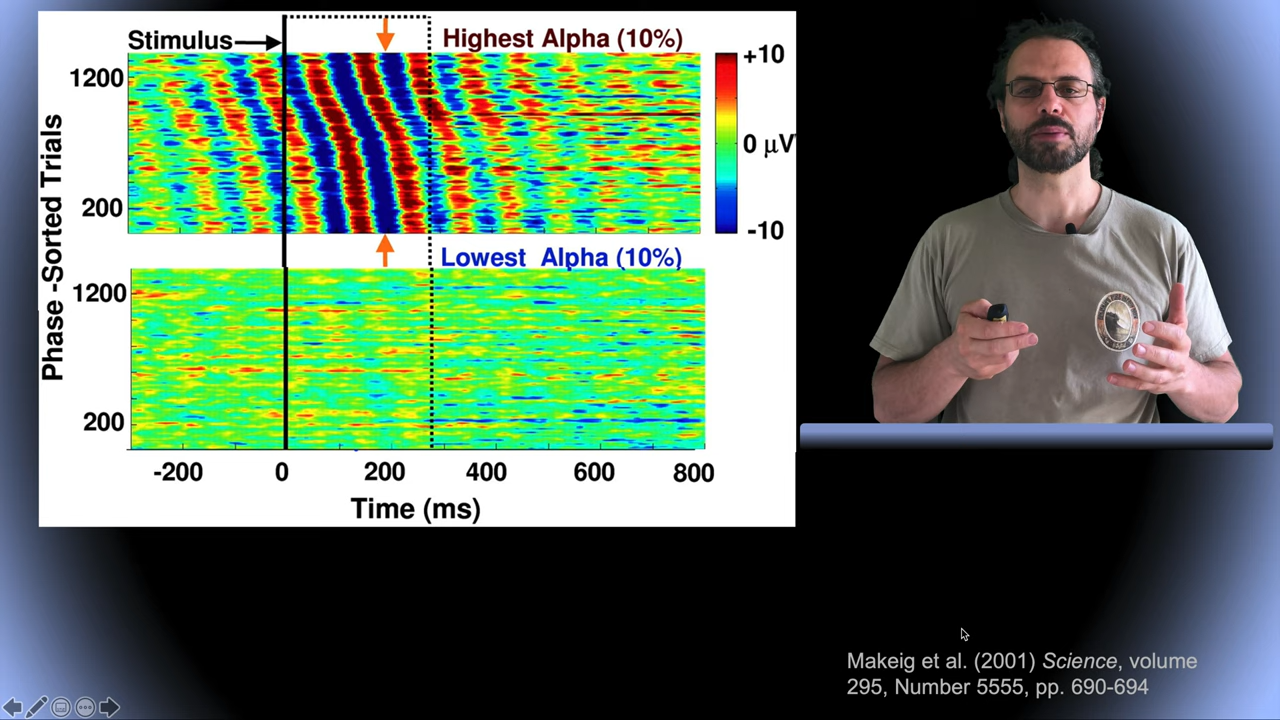 Stimulus
Highest Alpha (10%)
+10
0 µV
-10
1200
200
Phase -Sorted Trials
Lowest Alpha (10%)
1200
200
-200 0 200 400 600 800
Time (ms)
Makeig et al. (2001) Science, volume
295, Number 5555, pp. 690-694